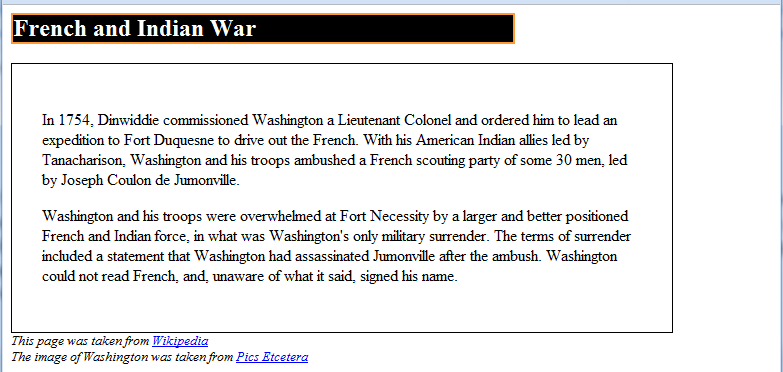 French and Indian War
In 1754, Dinwiddie commissioned Washington a Lieutenant Colonel and ordered him to lead an
expedition to Fort Duquesne to drive out the French. With his American Indian allies led by
Tanacharison, Washington and his troops ambushed a French scouting party of some 30 men, led
by Joseph Coulon de Jumonville.
Washington and his troops were overwhelmed at Fort Necessity by a larger and better positioned
French and Indian force, in what was Washington's only military surrender. The terms of surrender
included a statement that Washington had assassinated Jumonville after the ambush. Washington
could not read French, and, unaware of what it said, signed his name.
This page was taken from Wikipedia
The image of Washington was taken from Pics Etcetera